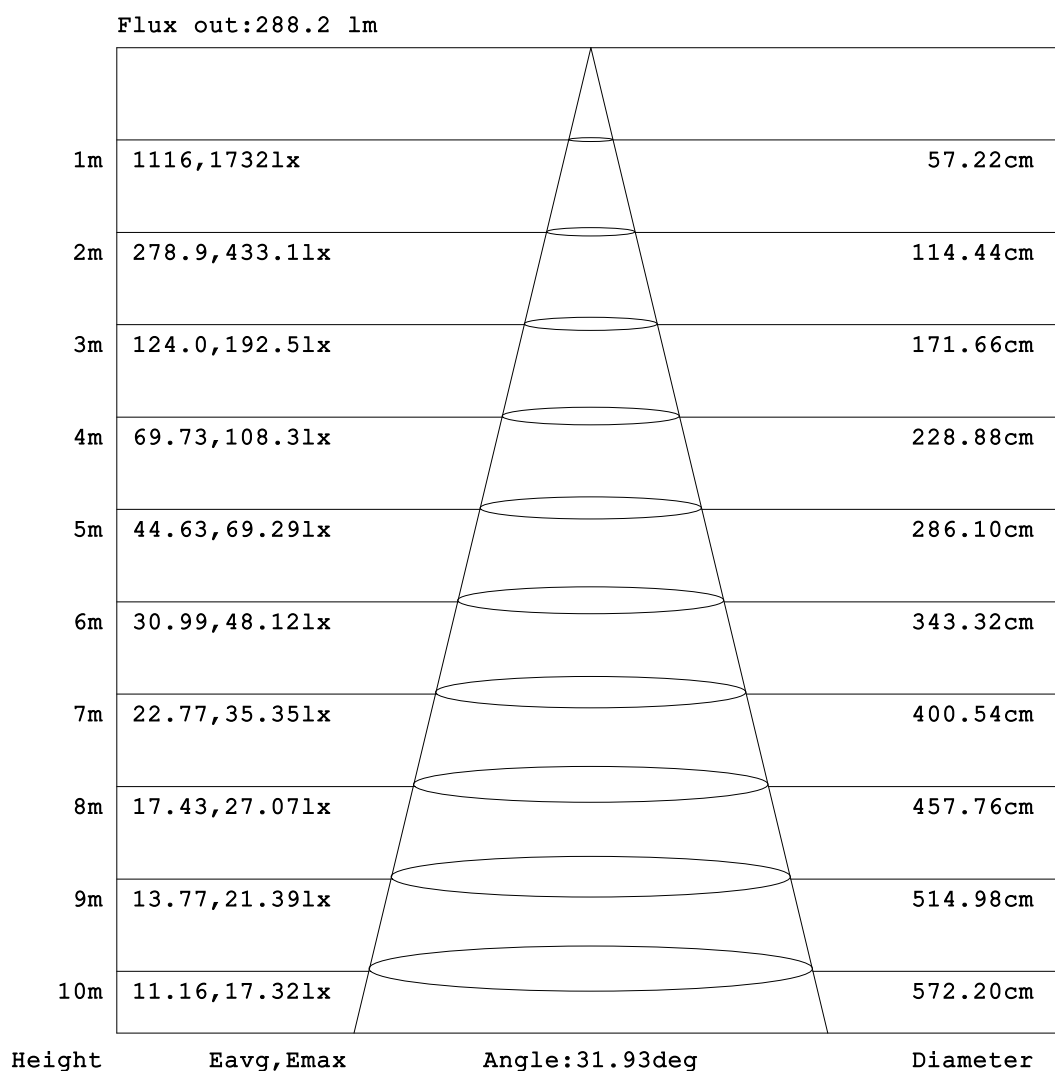 Flux out:288.2 lm
1m 1116,1732lx 57.22cm
2m 278.9,433.1lx 114.44cm
3m 124.0,192.5lx 171.66cm
4m 69.73,108.3lx 228.88cm
5m 44.63,69.29lx 286.10cm
6m 30.99,48.12lx 343.32cm
7m 22.77,35.35lx 400.54cm
8m 17.43,27.07lx 457.76cm
9m 13.77,21.39lx 514.98cm
10m 11.16,17.32lx 572.20cm
Height Eavg,Emax Angle:31.93deg Diameter